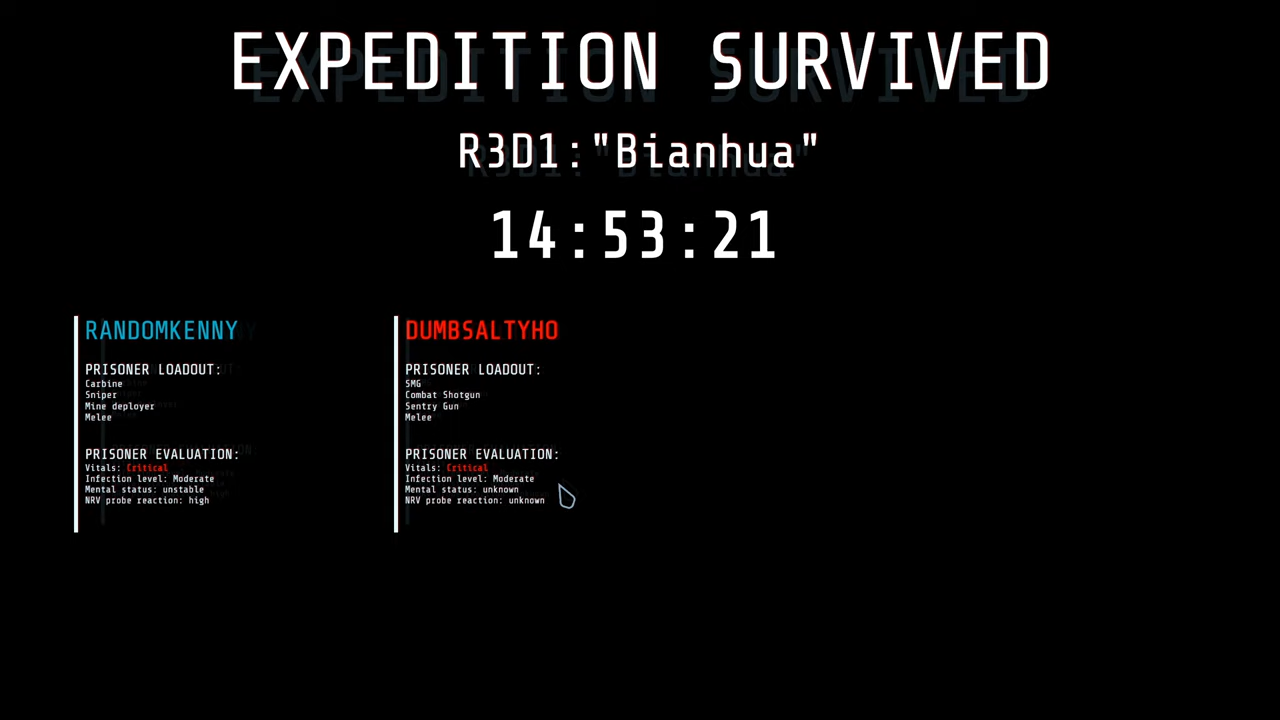 EXPEDITION SURVIVED
R3D1:"Bianhua"
14:53:21
RANDOMKENNY
PRISONER LOADOUT:
Carbine
Sniper
Mine deployer
Melee
PRISONER EVALUATION:
Vitals: Critical
Infection level: Moderate
Mental status: unstable
NRV probe reaction: high
DUMBSALTYHO
PRISONER LOADOUT:
SMG
Combat Shotgun
Sentry Gun
Melee
PRISONER EVALUATION:
Vitals: Critical
Infection level: Moderate
Mental status: unknown
NRV probe reaction: unknown